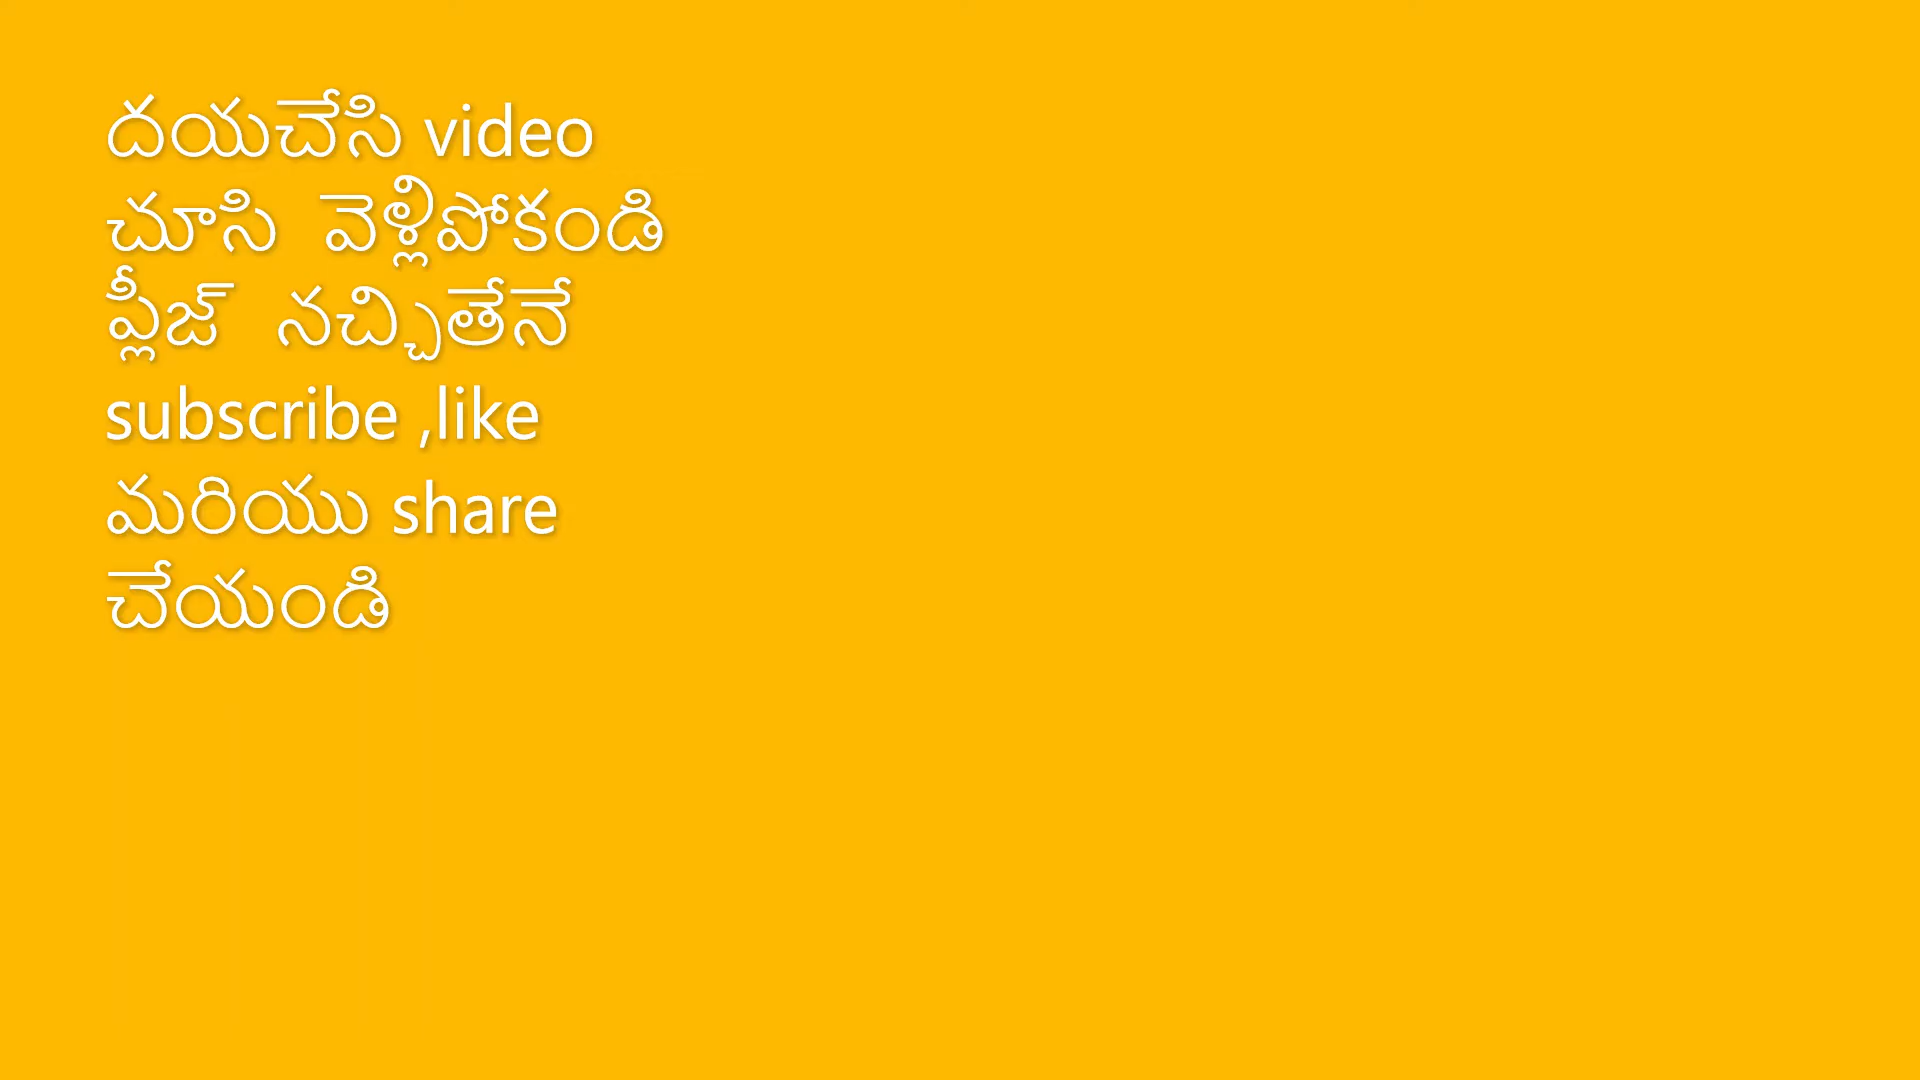 దయచేసి video
చూసి వెళ్లిపోకండి
ప్లీజ్ నచ్చితేనే
subscribe ,like
మరియు share
చేయండి